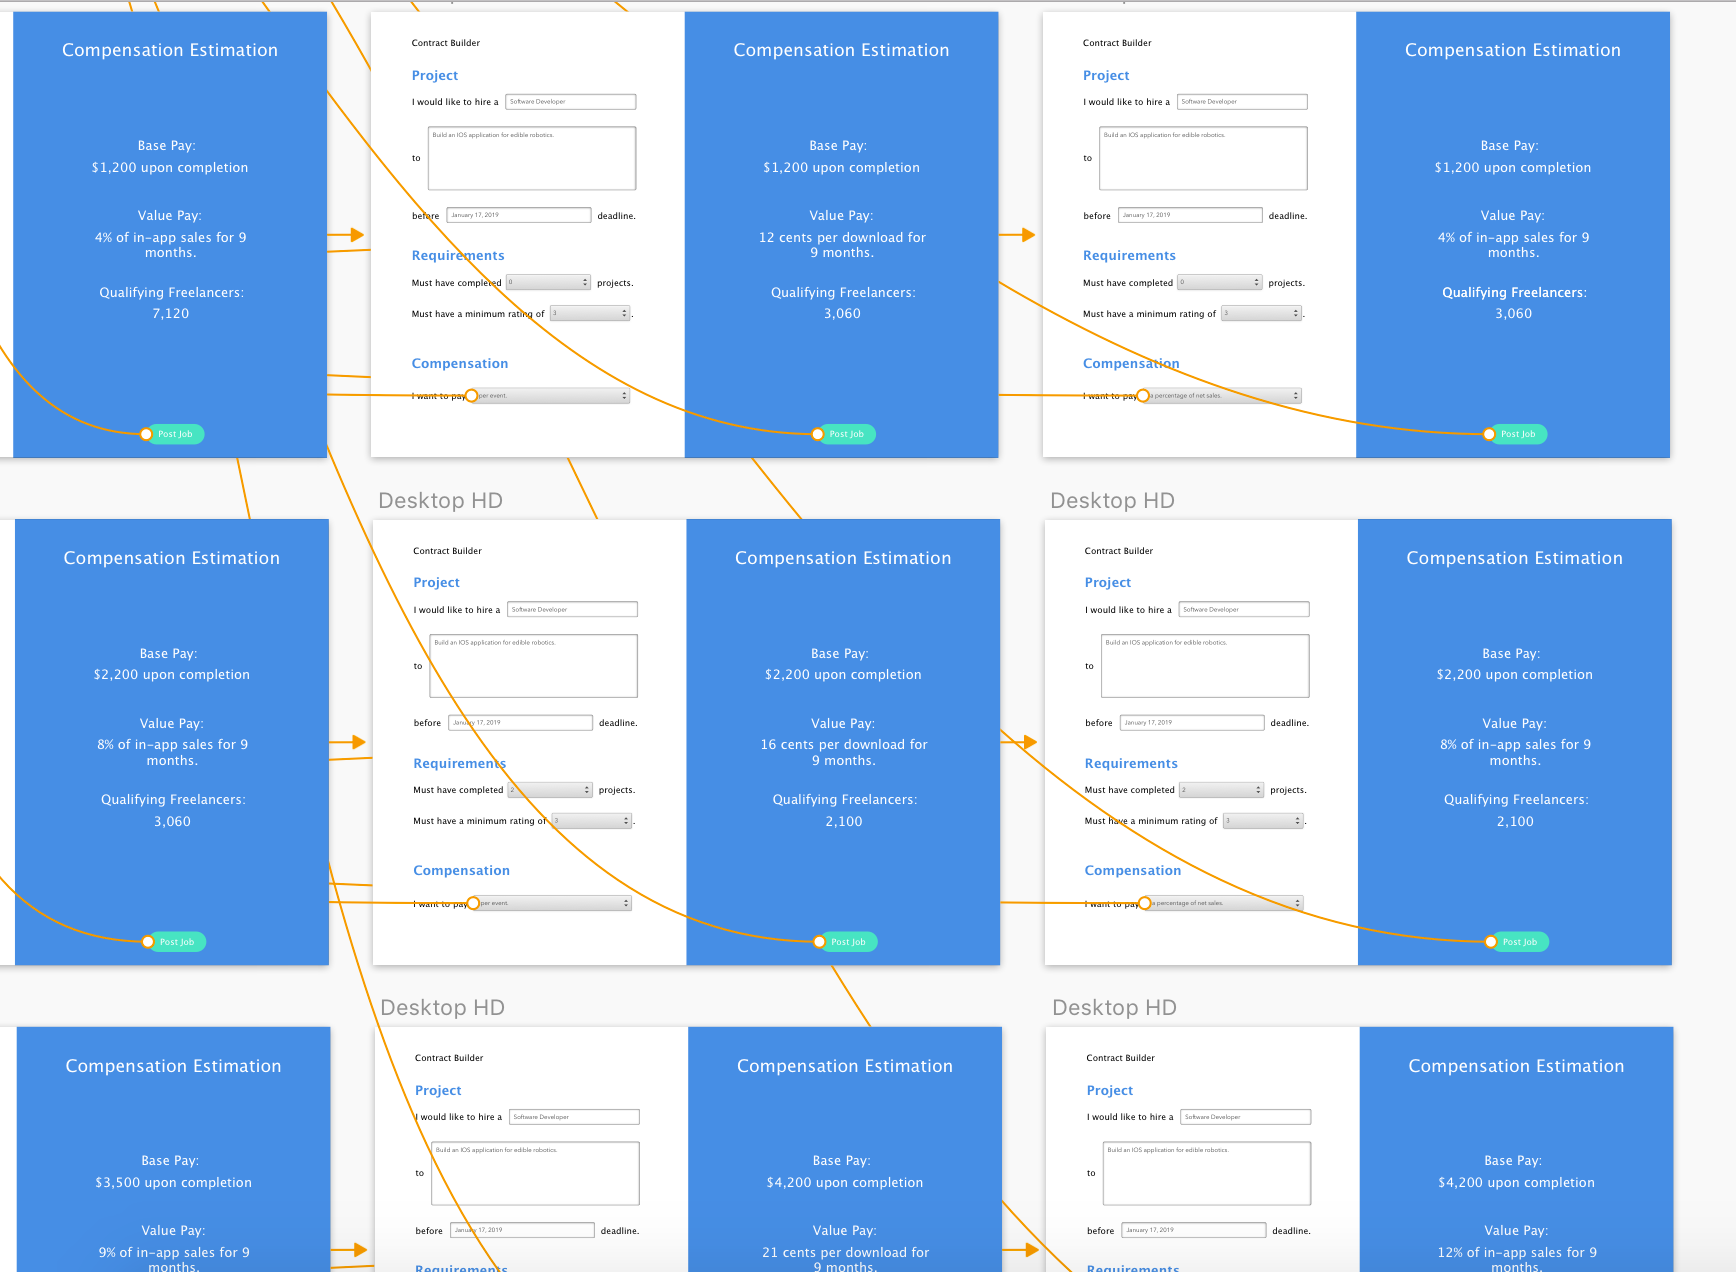 Compensation Estimation
Base Pay:
$1,200 upon completion
Value Pay:
4% of in-app sales for 9
months.
Qualifying Freelancers:
7,120
Post Job
Contract Builder
Project
I would like to hire a Software Developer
Build an IOS application for edible robotics.
to
before January 17, 2019 deadline.
Requirements
Must have completed 0 projects.
Must have a minimum rating of 3 .
Compensation
I want to pay per event.
Compensation Estimation
Base Pay:
$1,200 upon completion
Value Pay:
12 cents per download for
9 months.
Qualifying Freelancers:
3,060
Post Job
Contract Builder
Project
I would like to hire a Software Developer
Build an IOS application for edible robotics.
to
before January 17, 2019 deadline.
Requirements
Must have completed 0 projects.
Must have a minimum rating of 3 .
Compensation
I want to pay a percentage of net sales.
Compensation Estimation
Base Pay:
$1,200 upon completion
Value Pay:
4% of in-app sales for 9
months.
Qualifying Freelancers:
3,060
Post Job
Compensation Estimation
Base Pay:
$2,200 upon completion
Value Pay:
8% of in-app sales for 9
months.
Qualifying Freelancers:
3,060
Post Job
Desktop HD
Contract Builder
Project
I would like to hire a Software Developer
Build an IOS application for edible robotics.
to
before January 17, 2019 deadline.
Requirements
Must have completed 2 projects.
Must have a minimum rating of 3 .
Compensation
I want to pay per event.
Compensation Estimation
Base Pay:
$2,200 upon completion
Value Pay:
16 cents per download for
9 months.
Qualifying Freelancers:
2,100
Post Job
Desktop HD
Contract Builder
Project
I would like to hire a Software Developer
Build an IOS application for edible robotics.
to
before January 17, 2019 deadline.
Requirements
Must have completed 2 projects.
Must have a minimum rating of 3 .
Compensation
I want to pay a percentage of net sales.
Compensation Estimation
Base Pay:
$2,200 upon completion
Value Pay:
8% of in-app sales for 9
months.
Qualifying Freelancers:
2,100
Post Job
Compensation Estimation
Base Pay:
$3,500 upon completion
Value Pay:
9% of in-app sales for 9
months.
Desktop HD
Contract Builder
Project
I would like to hire a Software Developer
Build an IOS application for edible robotics.
to
before January 17, 2019 deadline.
Requirements
Compensation Estimation
Base Pay:
$4,200 upon completion
Value Pay:
21 cents per download for
9 months.
Desktop HD
Contract Builder
Project
I would like to hire a Software Developer
Build an IOS application for edible robotics.
to
before January 17, 2019 deadline.
Requirements
Compensation Estimation
Base Pay:
$4,200 upon completion
Value Pay:
12% of in-app sales for 9
months.